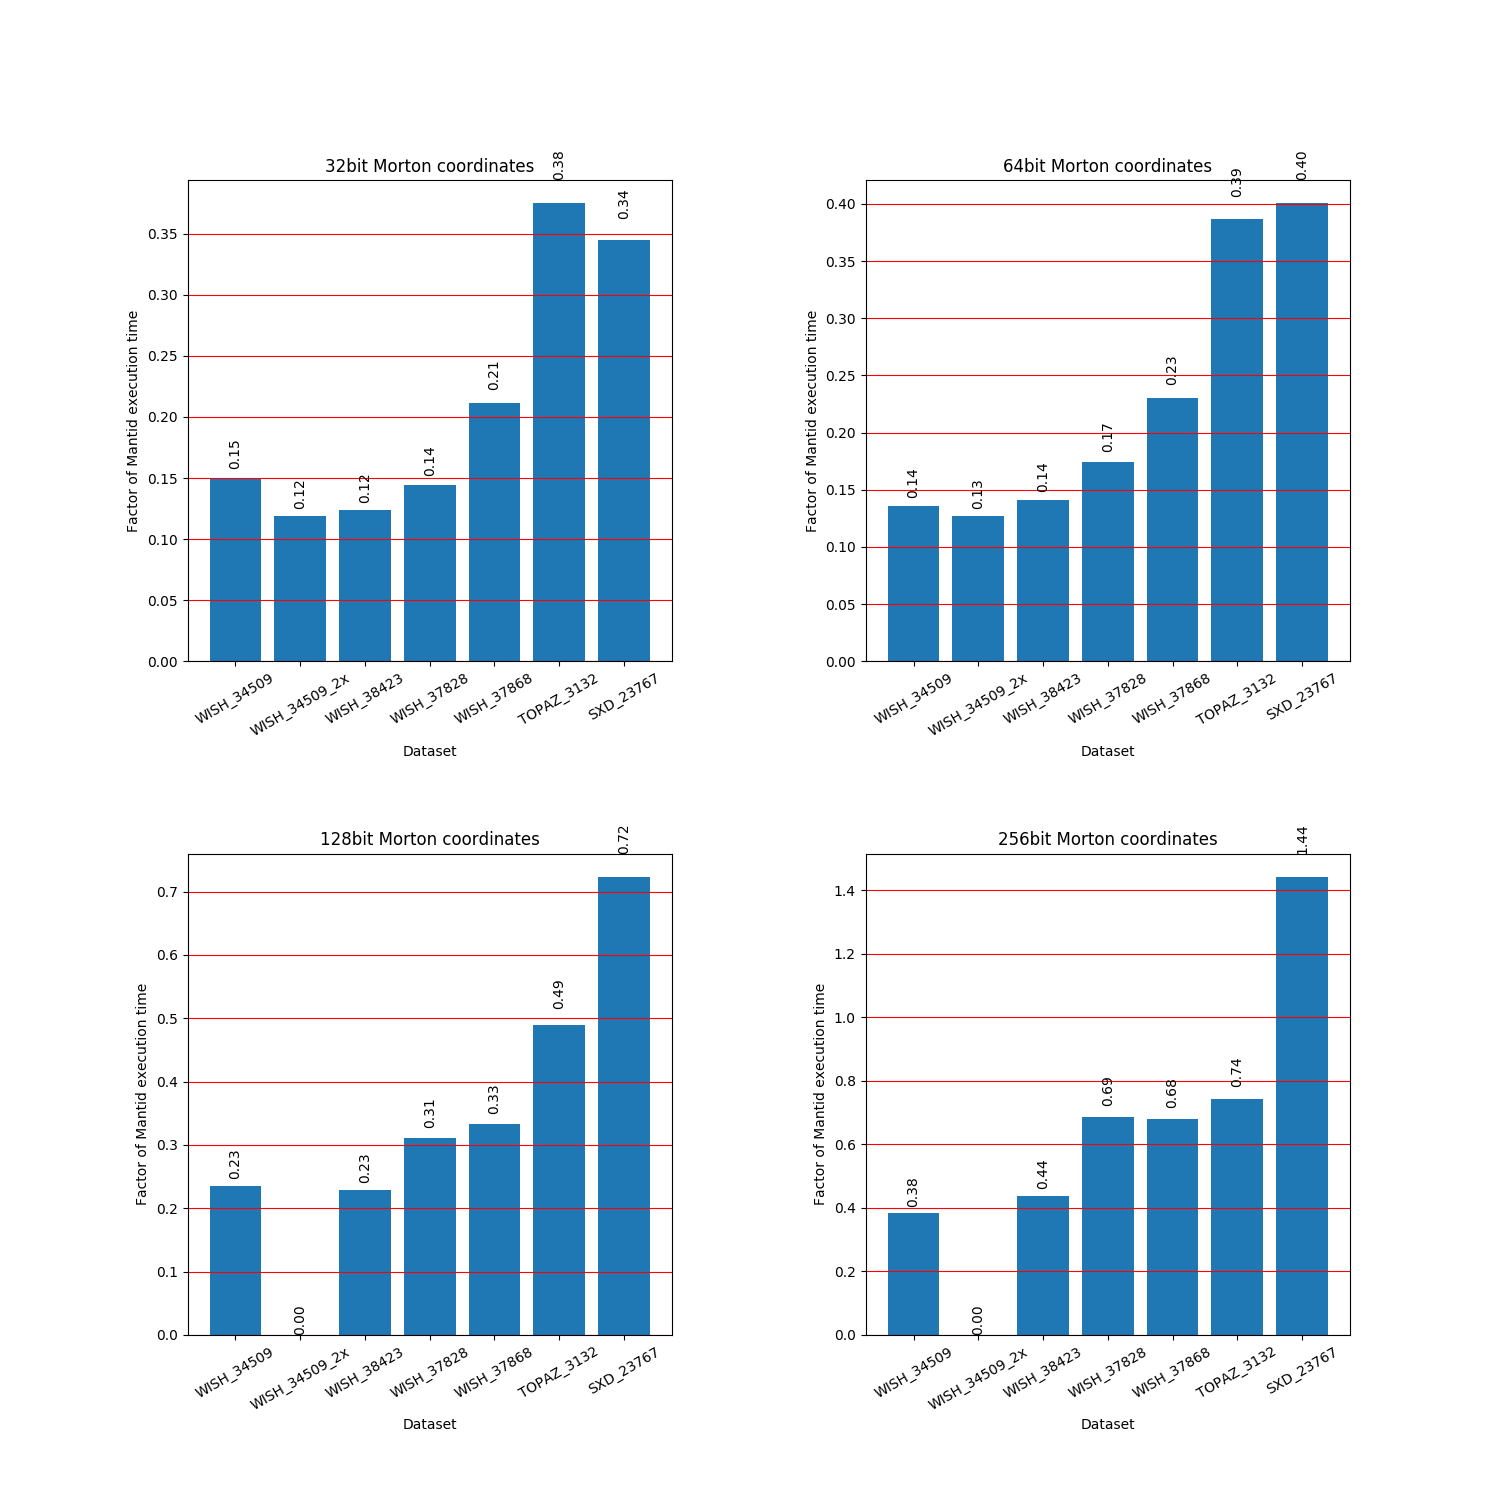 32bit Morton coordinates
0.38
0.34
0.35
0.30
0.25
0.20
0.15
0.10
0.05
0.00
0.15
0.12
0.12
0.14
0.21
Factor of Mantid execution time
WISH_34509
WISH_34509_2x
WISH_38423
WISH_37828
WISH_37868
TOPAZ_3132
SXD_23767
Dataset
64bit Morton coordinates
0.39
0.40
0.40
0.35
0.30
0.25
0.20
0.15
0.10
0.05
0.00
0.14
0.13
0.14
0.17
0.23
Factor of Mantid execution time
WISH_34509
WISH_34509_2x
WISH_38423
WISH_37828
WISH_37868
TOPAZ_3132
SXD_23767
Dataset
128bit Morton coordinates
0.72
0.7
0.6
0.5
0.4
0.3
0.2
0.1
0.0
0.23
0.00
0.23
0.31
0.33
0.49
Factor of Mantid execution time
WISH_34509
WISH_34509_2x
WISH_38423
WISH_37828
WISH_37868
TOPAZ_3132
SXD_23767
Dataset
256bit Morton coordinates
1.44
1.4
1.2
1.0
0.8
0.6
0.4
0.2
0.0
0.38
0.00
0.44
0.69
0.68
0.74
Factor of Mantid execution time
WISH_34509
WISH_34509_2x
WISH_38423
WISH_37828
WISH_37868
TOPAZ_3132
SXD_23767
Dataset